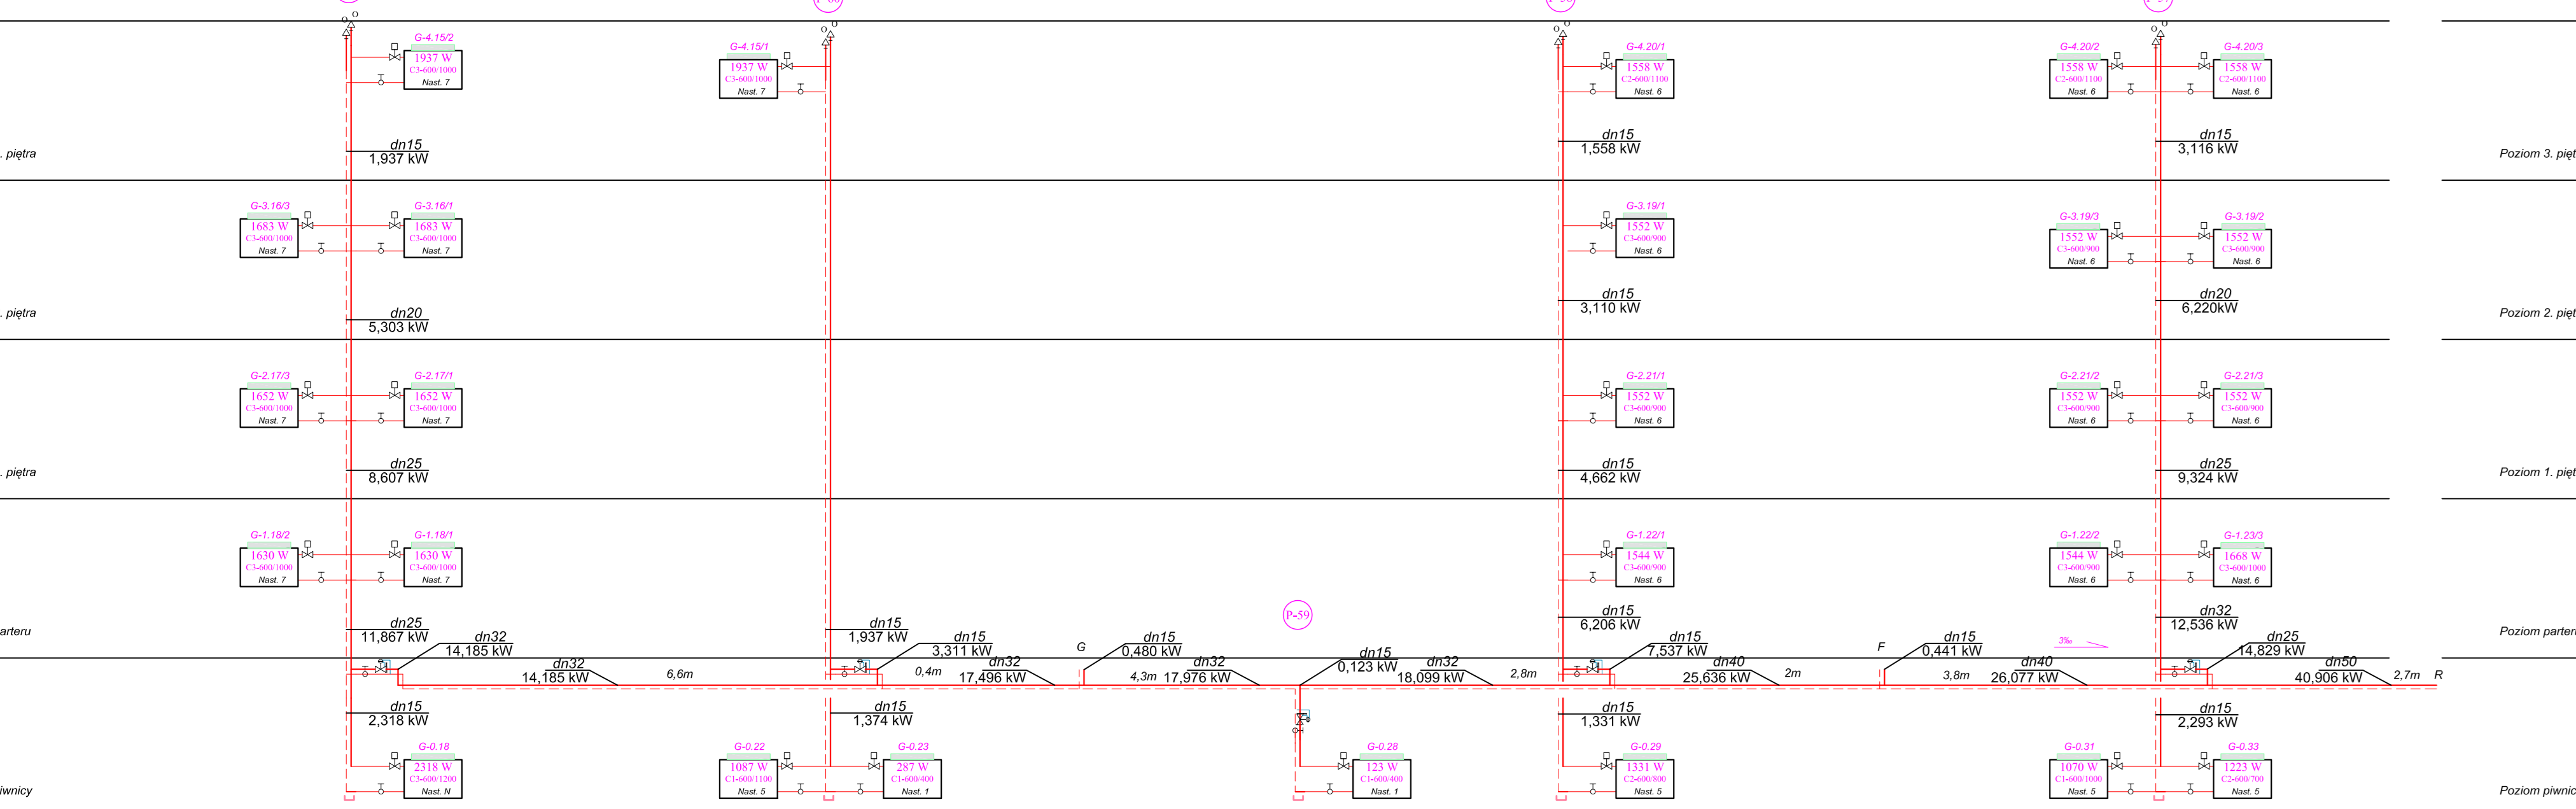 P-60
P-58
P-57
O
O
O
O
O
O
O
O
G-4.15/2
1937 W
C3-600/1000
Nast. 7
G-4.15/1
1937 W
C3-600/1000
Nast. 7
G-4.20/1
1558 W
C2-600/1100
Nast. 6
G-4.20/2
1558 W
C2-600/1100
Nast. 6
G-4.20/3
1558 W
C2-600/1100
Nast. 6
. piętra
dn15
1,937 kW
dn15
1,558 kW
dn15
3,116 kW
Poziom 3. pięt
G-3.16/3
1683 W
C3-600/1000
Nast. 7
G-3.16/1
1683 W
C3-600/1000
Nast. 7
G-3.19/1
1552 W
C3-600/900
Nast. 6
G-3.19/3
1552 W
C3-600/900
Nast. 6
G-3.19/2
1552 W
C3-600/900
Nast. 6
. piętra
dn20
5,303 kW
dn15
3,110 kW
dn20
6,220kW
Poziom 2. pięt
G-2.17/3
1652 W
C3-600/1000
Nast. 7
G-2.17/1
1652 W
C3-600/1000
Nast. 7
G-2.21/1
1552 W
C3-600/900
Nast. 6
G-2.21/2
1552 W
C3-600/900
Nast. 6
G-2.21/3
1552 W
C3-600/900
Nast. 6
. piętra
dn25
8,607 kW
dn15
4,662 kW
dn25
9,324 kW
Poziom 1. pięt
G-1.18/2
1630 W
C3-600/1000
Nast. 7
G-1.18/1
1630 W
C3-600/1000
Nast. 7
G-1.22/1
1544 W
C3-600/900
Nast. 6
G-1.22/2
1544 W
C3-600/900
Nast. 6
G-1.23/3
1668 W
C3-600/1000
Nast. 6
P-59
arteru
dn25
11,867 kW
dn32
14,185 kW
dn15
1,937 kW
dn15
3,311 kW
G
dn15
0,480 kW
dn15
0,123 kW
dn15
6,206 kW
dn15
7,537 kW
F
dn15
0,441 kW
3‰
dn32
12,536 kW
dn25
14,829 kW
Poziom parteru
dn32
14,185 kW
6,6m
0,4m
dn32
17,496 kW
4,3m
dn32
17,976 kW
dn32
18,099 kW
2,8m
dn40
25,636 kW
2m
3,8m
dn40
26,077 kW
dn50
40,906 kW
2,7m
R
dn15
2,318 kW
dn15
1,374 kW
dn15
1,331 kW
dn15
2,293 kW
G-0.18
2318 W
C3-600/1200
Nast. N
G-0.22
1087 W
C1-600/1100
Nast. 5
G-0.23
287 W
C1-600/400
Nast. 1
G-0.28
123 W
C1-600/400
Nast. 1
G-0.29
1331 W
C2-600/800
Nast. 5
G-0.31
1070 W
C1-600/1000
Nast. 5
G-0.33
1223 W
C2-600/700
Nast. 5
iwnicy
Poziom piwnic